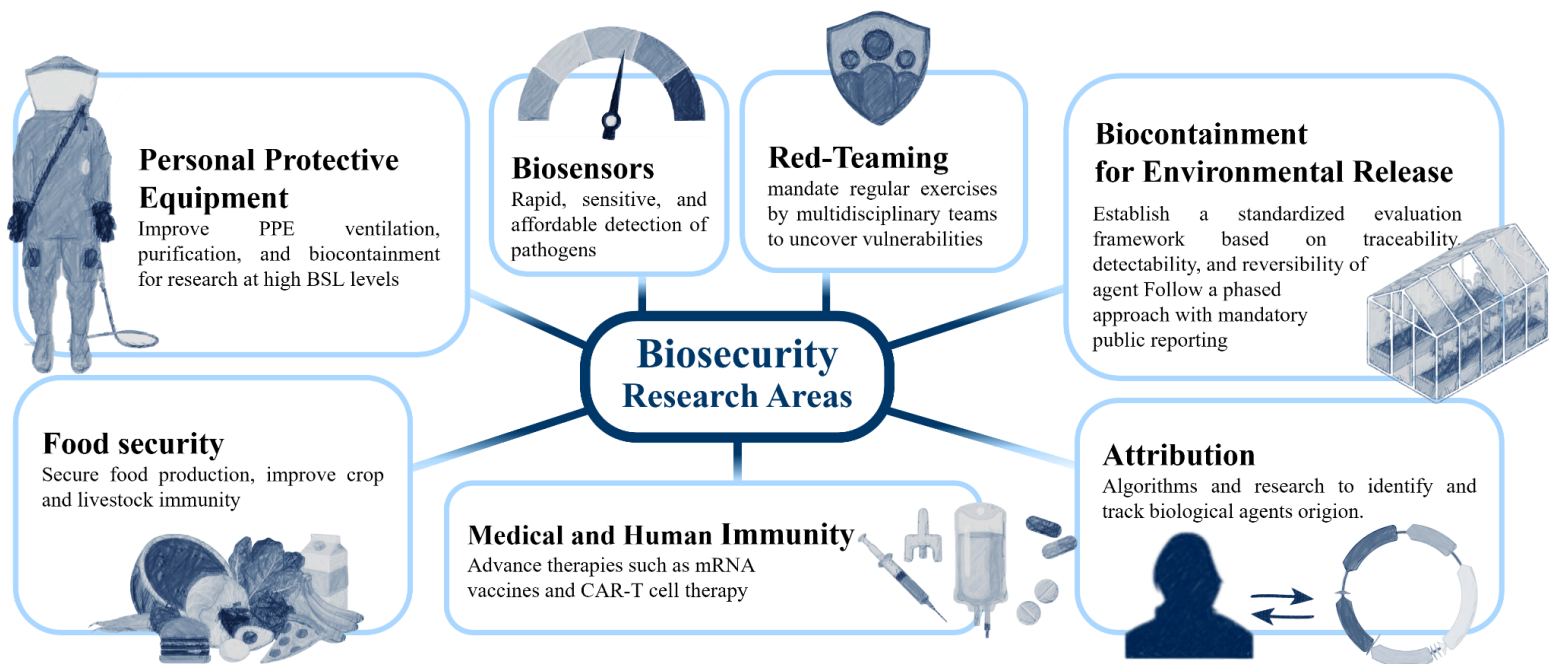 Personal Protective
Equipment
Improve PPE ventilation,
purification, and biocontainment
for research at high BSL levels
Biosensors
Rapid, sensitive, and
affordable detection of
pathogens
Red-Teaming
mandate regular exercises
by multidisciplinary teams
to uncover vulnerabilities
Biocontainment
for Environmental Release
Establish a standardized evaluation
framework based on traceability,
detectability, and reversibility of
agent Follow a phased
approach with mandatory
public reporting
Biosecurity
Research Areas
Food security
Secure food production, improve crop
and livestock immunity
Medical and Human Immunity
Advance therapies such as mRNA
vaccines and CAR-T cell therapy
Attribution
Algorithms and research to identify and
track biological agents origion.